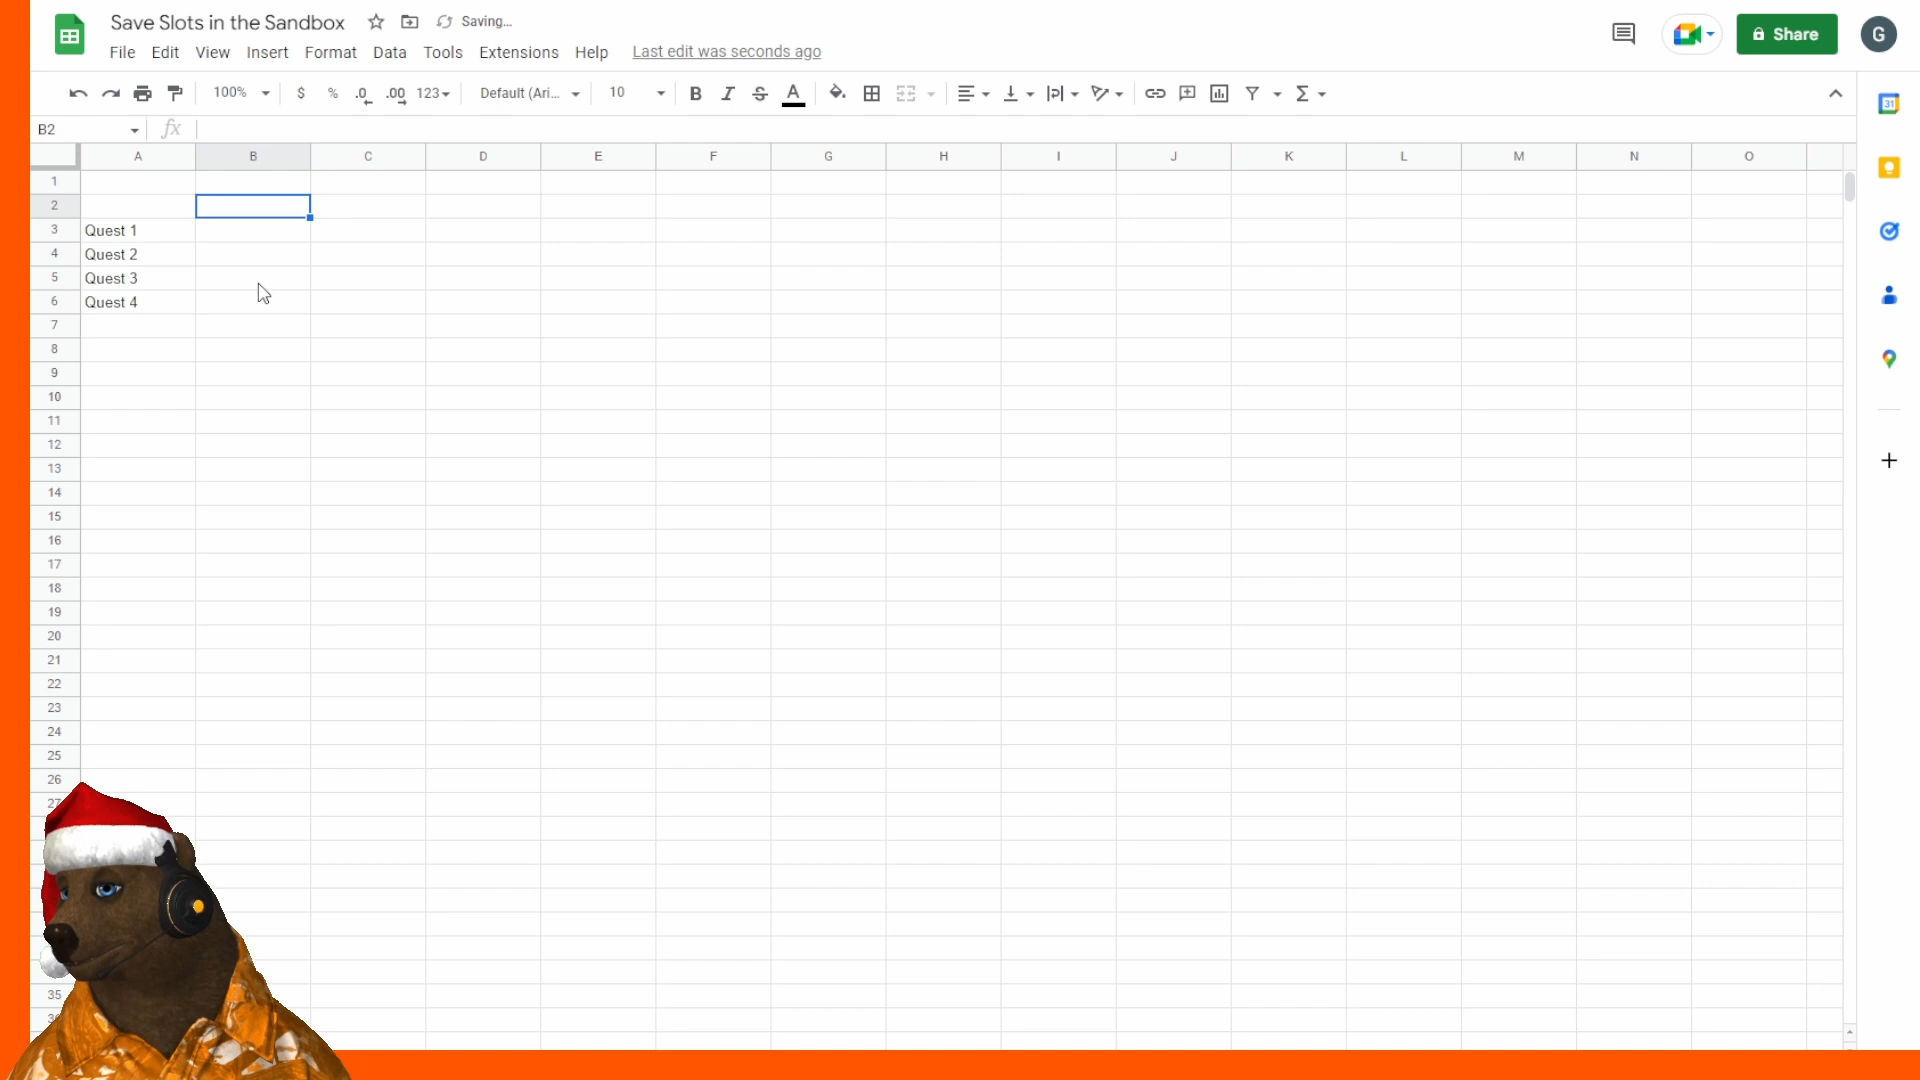 Save Slots in the Sandbox Saving...
File Edit View Insert Format Data Tools Extensions Help Last edit was seconds ago
Share G
100% $ % .0 .00 123 Default (Ari... 10 B I S A Σ
31
B2 fx
A B C D E F G H I J K L M N O
1
2
3 Quest 1
4 Quest 2
5 Quest 3
6 Quest 4
7
8
9
10
11
12
13
14
15
16
17
18
19
20
21
22
23
24
25
26
35